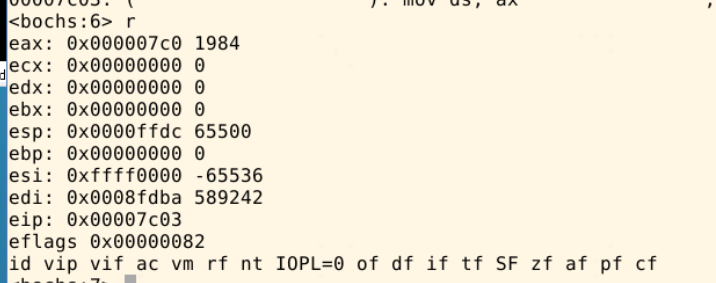 00007c03: (                    ): mov ds, ax                ;
<bochs:6> r
eax: 0x000007c0 1984
ecx: 0x00000000 0
edx: 0x00000000 0
ebx: 0x00000000 0
esp: 0x0000ffdc 65500
ebp: 0x00000000 0
esi: 0xffff0000 -65536
edi: 0x0008fdba 589242
eip: 0x00007c03
eflags 0x00000082
id vip vif ac vm rf nt IOPL=0 of df if tf SF zf af pf cf
<bochs:7>